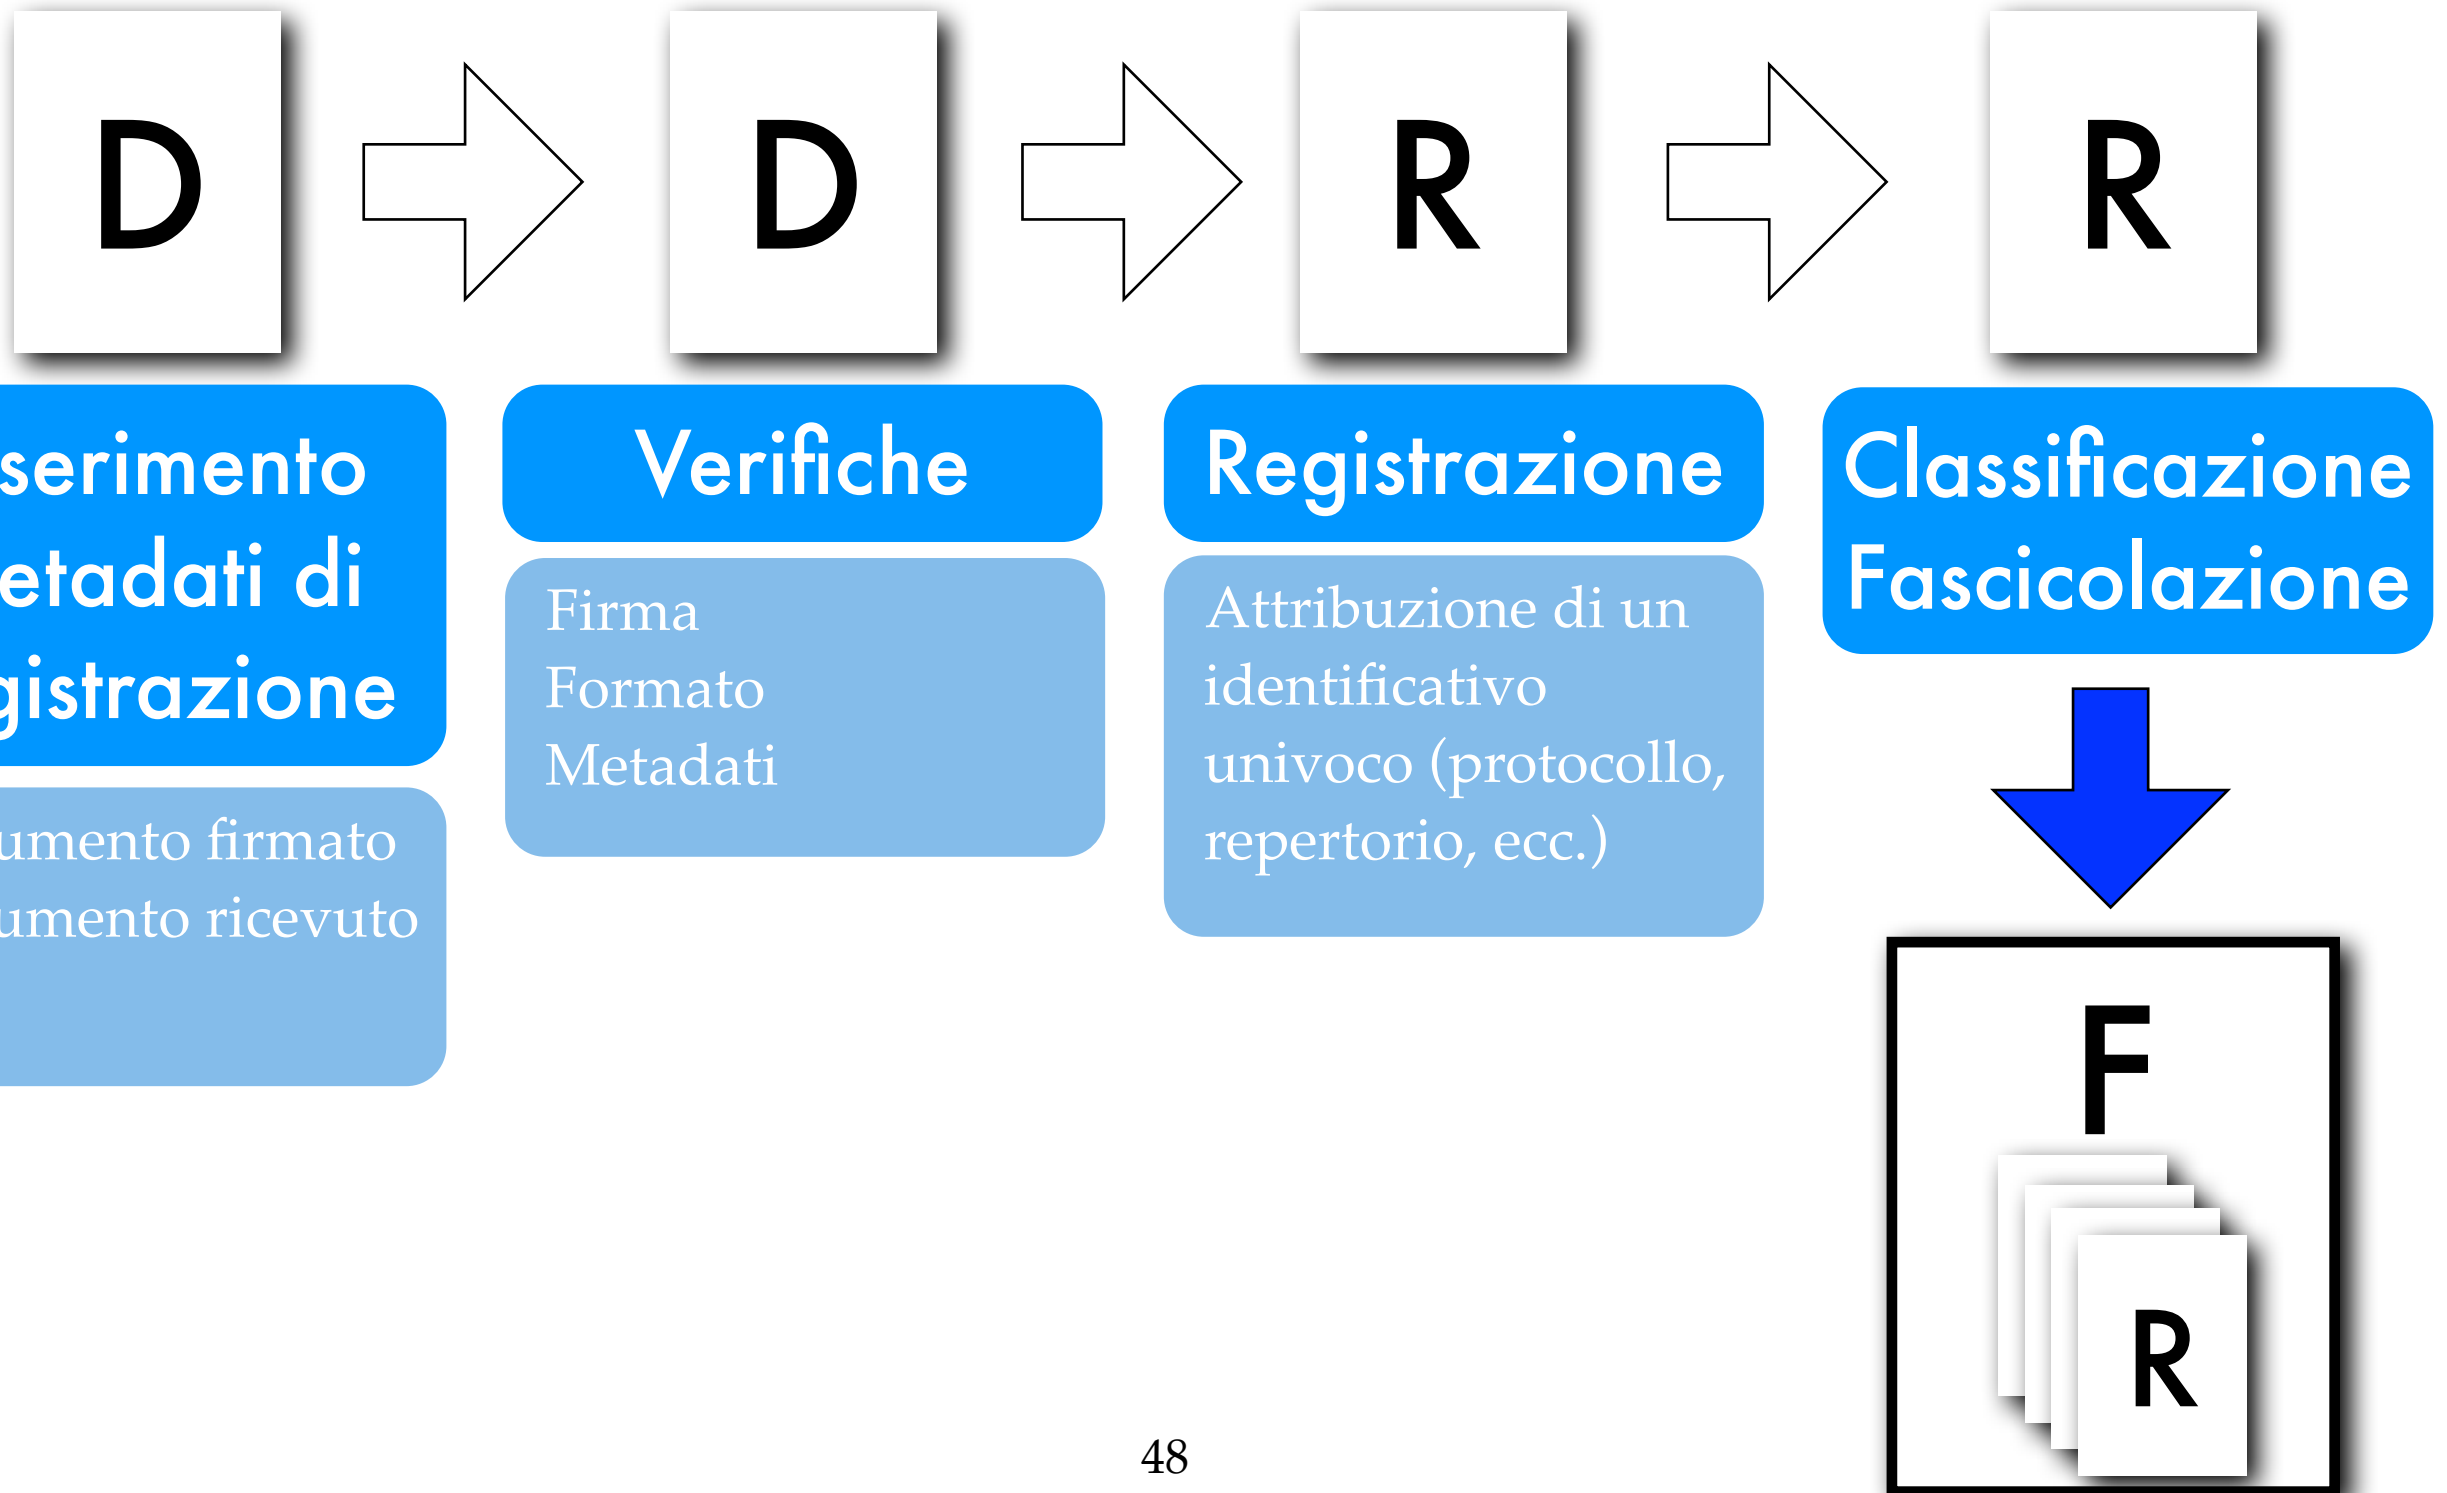 D
D
R
R
serimento
etadati di
gistrazione
umento firmato
umento ricevuto
Verifiche
Firma
Formato
Metadati
Registrazione
Attribuzione di un
identificativo
univoco (protocollo,
repertorio, ecc.)
Classificazione
Fascicolazione
F
R
48